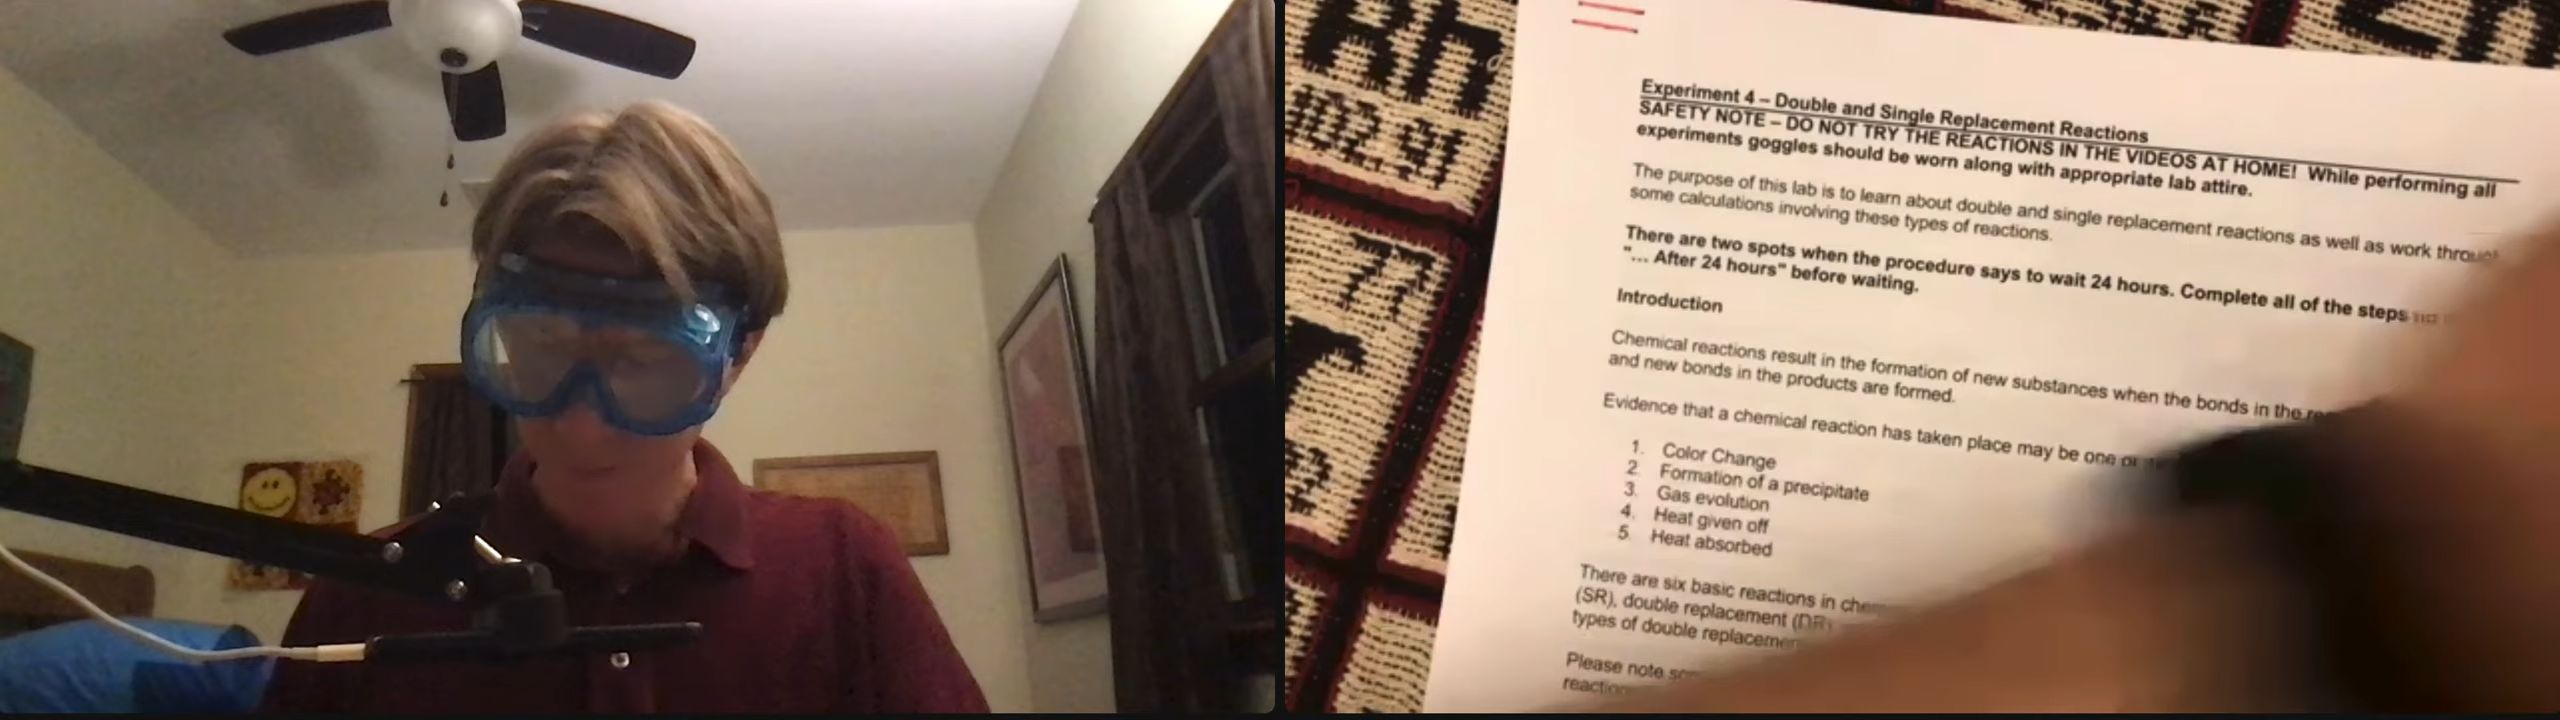 Rh
102.91
77
Experiment 4 – Double and Single Replacement Reactions
SAFETY NOTE – DO NOT TRY THE REACTIONS IN THE VIDEOS AT HOME! While performing all
experiments goggles should be worn along with appropriate lab attire.
The purpose of this lab is to learn about double and single replacement reactions as well as work through
some calculations involving these types of reactions.
There are two spots when the procedure says to wait 24 hours. Complete all of the steps
"... After 24 hours" before waiting.
Introduction
Chemical reactions result in the formation of new substances when the bonds in the
and new bonds in the products are formed.
Evidence that a chemical reaction has taken place may be one or
1. Color Change
2. Formation of a precipitate
3. Gas evolution
4. Heat given off
5. Heat absorbed
There are six basic reactions in
(SR), double replacement (DR)
types of double
Please note